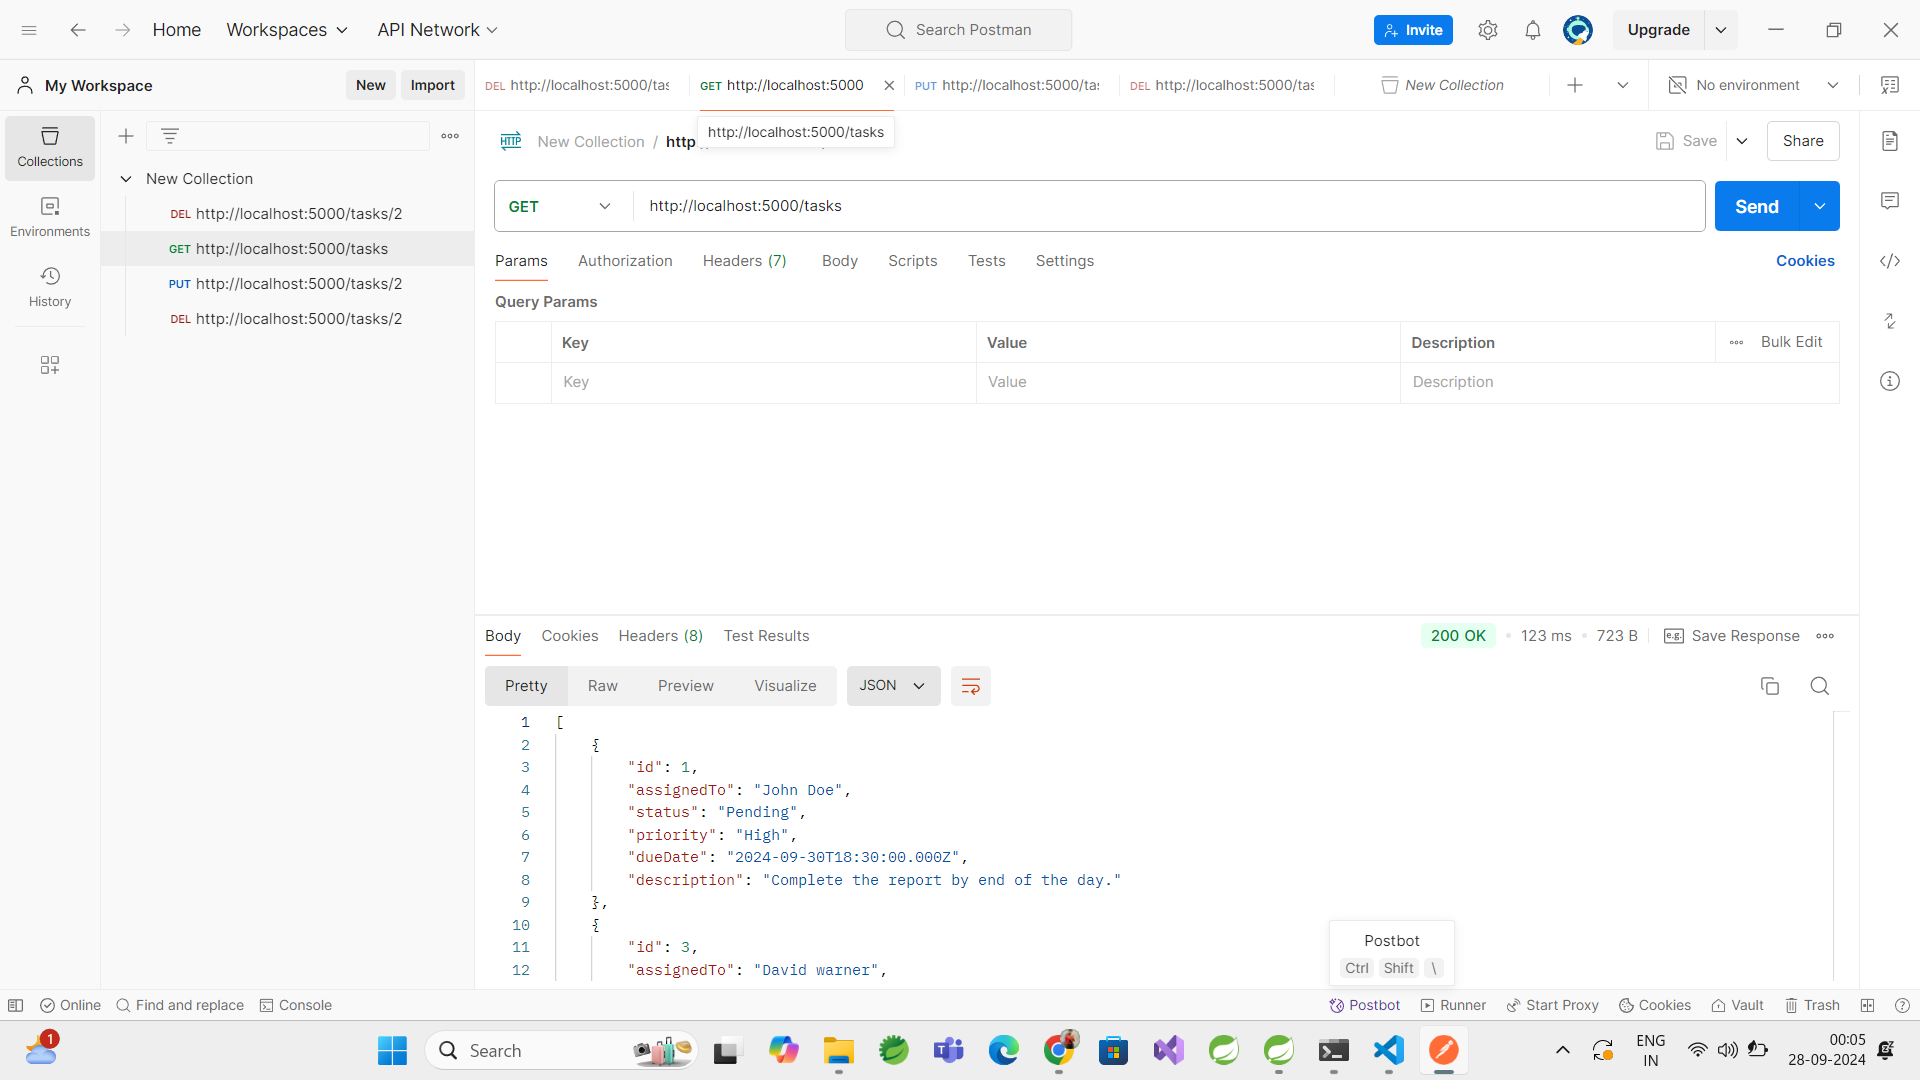 Home Workspaces API Network Search Postman Invite Upgrade
My Workspace New Import
DEL http://localhost:5000/tas GET http://localhost:5000 PUT http://localhost:5000/tas DEL http://localhost:5000/tas New Collection No environment
http://localhost:5000/tasks
Collections
Environments
History
New Collection
DEL http://localhost:5000/tasks/2
GET http://localhost:5000/tasks
PUT http://localhost:5000/tasks/2
DEL http://localhost:5000/tasks/2
HTTP New Collection / http: Save Share
GET http://localhost:5000/tasks Send
Params Authorization Headers (7) Body Scripts Tests Settings Cookies
Query Params
Key Value Description Bulk Edit
Key Value Description
Body Cookies Headers (8) Test Results 200 OK 123 ms 723 B e.g. Save Response
Pretty Raw Preview Visualize JSON
1 [
2 {
3 "id": 1,
4 "assignedTo": "John Doe",
5 "status": "Pending",
6 "priority": "High",
7 "dueDate": "2024-09-30T18:30:00.000Z",
8 "description": "Complete the report by end of the day."
9 },
10 {
11 "id": 3,
12 "assignedTo": "David warner",
Postbot
Ctrl Shift \
Online Find and replace Console Postbot Runner Start Proxy Cookies Vault Trash
1 Search ENG 00:05
IN 28-09-2024